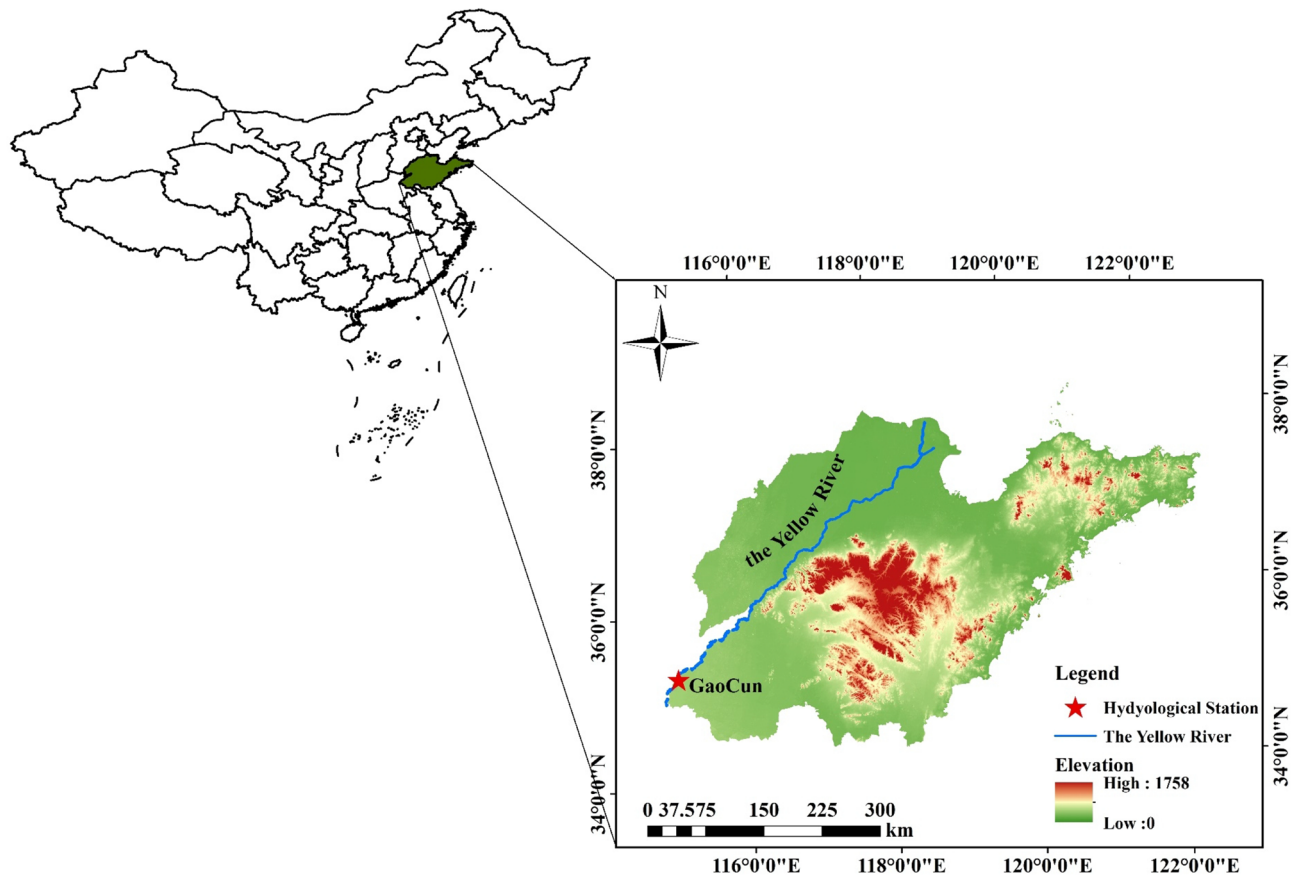 116°0'0"E 118°0'0"E 120°0'0"E 122°0'0"E
N
38°0'0"N
38°0'0"N
the Yellow River
36°0'0"N
36°0'0"N
GaoCun
Legend
Hydyological Station
The Yellow River
Elevation
High : 1758
Low :0
34°0'0"N
34°0'0"N
0 37.575 150 225 300
km
116°0'0"E 118°0'0"E 120°0'0"E 122°0'0"E